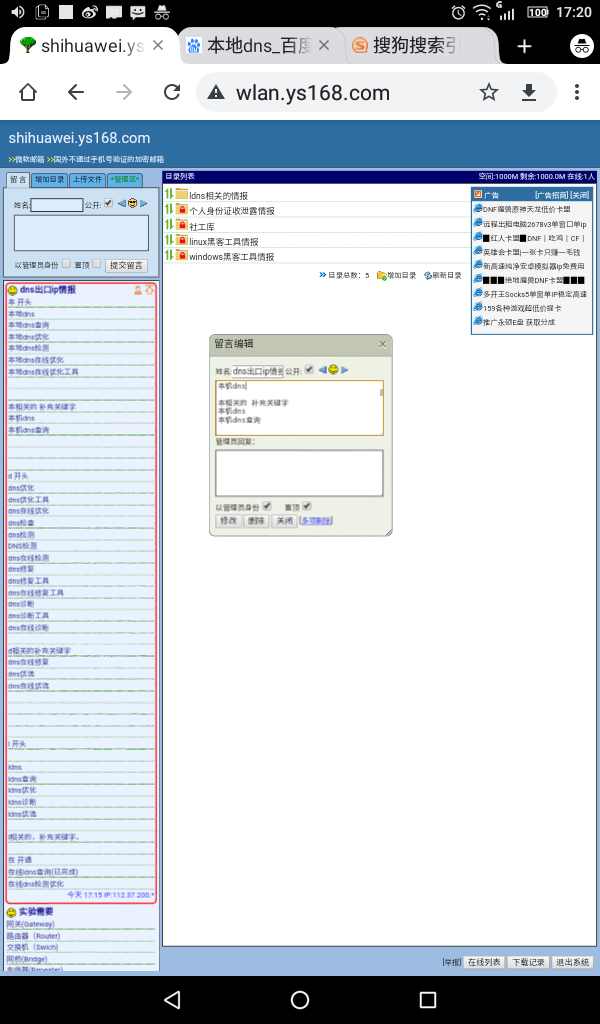 100 17:20
shihuawei.ys
本地dns_百度
搜狗搜索引
wlan.ys168.com
shihuawei.ys168.com
>>微软邮箱 >>国外不通过手机号验证的加密邮箱
留言 增加目录 上传文件 *管理区*
姓名: 公开:
以管理员身份 置顶 提交留言
dns出口ip情报
本 开头
本地dns
本地dns查询
本地dns优化
本地dns检测
本地dns在线优化
本地dns在线优化工具
本相关的 补充关键字
本机dns
本机dns查询
d 开头
dns优化
dns优化工具
dns在线优化
dns检查
dns检测
DNS检测
dns在线检测
dns修复
dns修复工具
dns在线修复工具
dns诊断
dns诊断工具
dns在线诊断
d相关的补充关键字
dns在线修复
dns优选
dns在线优选
l 开头
ldns
ldns查询
ldns优化
ldns诊断
ldns优选
l相关的，补充关键字。
在 开通
在线ldns查询(已完成)
在线dns检测优化
今天 17:15 IP:112.37.200.*
实验需要
网关(Gateway)
路由器（Router)
交换机（Swich)
网桥(Bridge)
中继器(Repeater)
目录列表 空间:1000M 剩余:1000.0M 在线:1人
ldns相关的情报
个人身份证收泄露情报
社工库
linux黑客工具情报
windows黑客工具情报
目录总数：5 增加目录 刷新目录
广告 [广告招商] [关闭]
DNF魔兽原神天龙低价卡盟
远程出租电脑2678v3单窗口单ip
█红人卡盟█DNF｜吃鸡｜CF｜
英雄会卡盟|一张卡只赚一毛钱
新高速纯净安卓模拟器ip免费用
███绝地魔兽DNF卡盟███
多开王Socks5单窗单IP稳定高速
159各种游戏超低价提卡
推广永硕E盘 获取分成
留言编辑
姓名: dns出口ip情报 公开:
本机dns
本相关的 补充关键字
本机dns
本机dns查询
管理员回复:
以管理员身份 置顶
修改 删除 关闭 [多项删除]
[举报] 在线列表 下载记录 退出系统